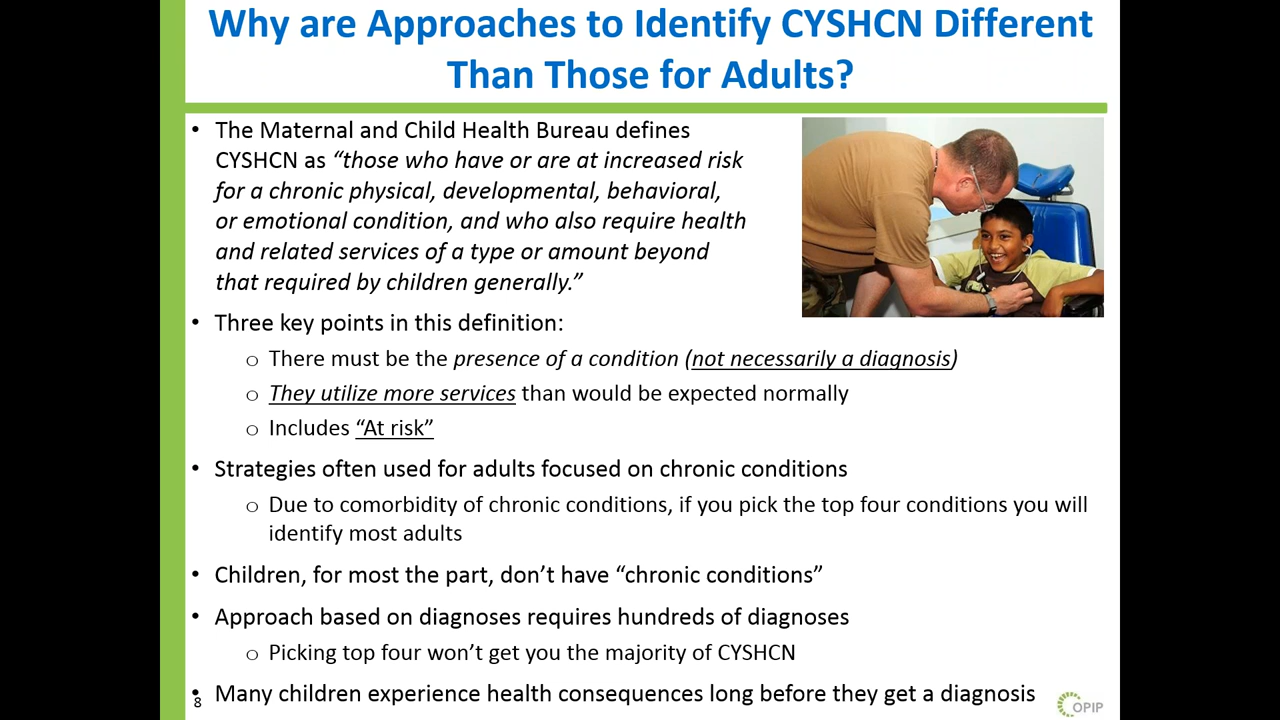 Why are Approaches to Identify CYSHCN Different
Than Those for Adults?
• The Maternal and Child Health Bureau defines
CYSHCN as “those who have or are at increased risk
for a chronic physical, developmental, behavioral,
or emotional condition, and who also require health
and related services of a type or amount beyond
that required by children generally.”
• Three key points in this definition:
o There must be the presence of a condition (not necessarily a diagnosis)
o They utilize more services than would be expected normally
o Includes “At risk”
• Strategies often used for adults focused on chronic conditions
o Due to comorbidity of chronic conditions, if you pick the top four conditions you will
identify most adults
• Children, for most the part, don’t have “chronic conditions”
• Approach based on diagnoses requires hundreds of diagnoses
o Picking top four won’t get you the majority of CYSHCN
• Many children experience health consequences long before they get a diagnosis
8
OPIP